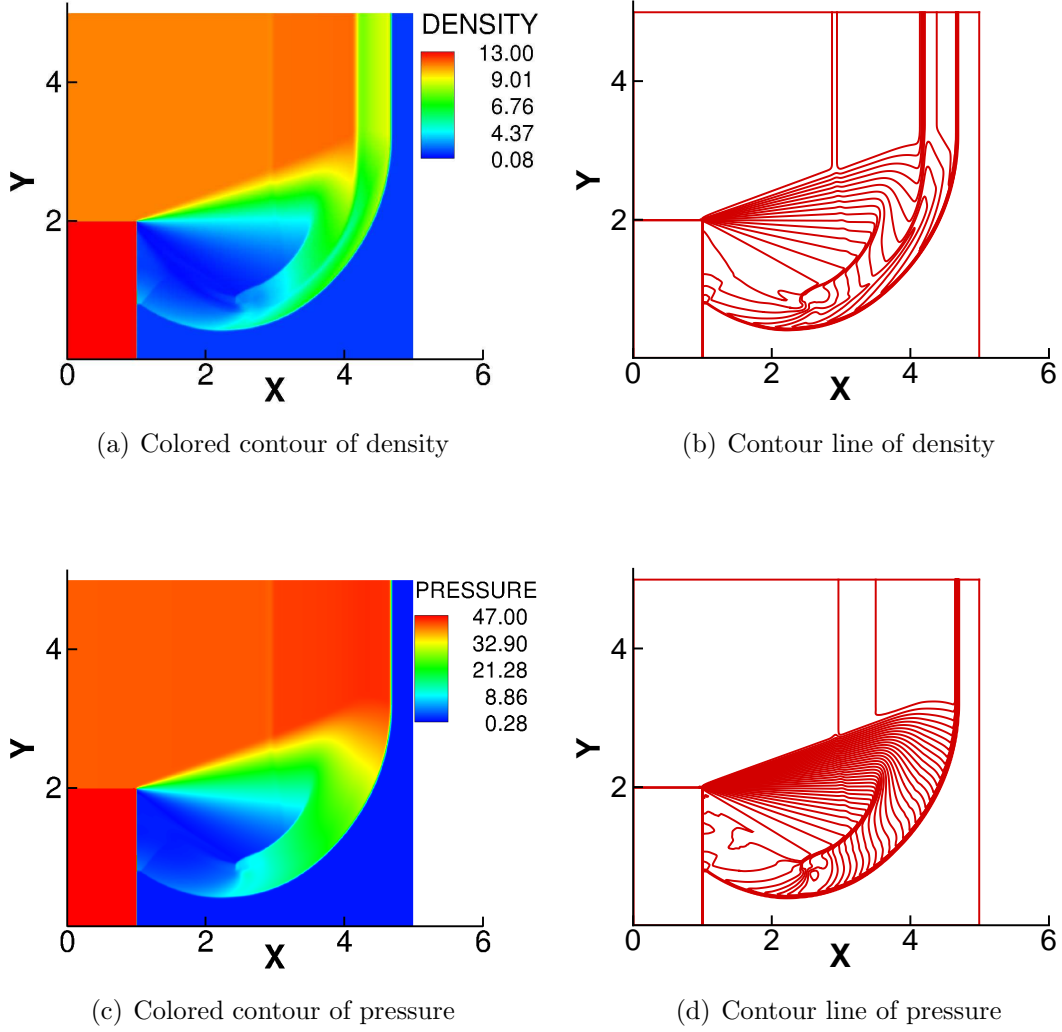 DENSITY
13.00
9.01
6.76
4.37
0.08
Y
4
2
0
2
4
6
X
(a) Colored contour of density
Y
4
2
0
2
4
6
X
(b) Contour line of density
PRESSURE
47.00
32.90
21.28
8.86
0.28
Y
4
2
0
2
4
6
X
(c) Colored contour of pressure
Y
4
2
0
2
4
6
X
(d) Contour line of pressure